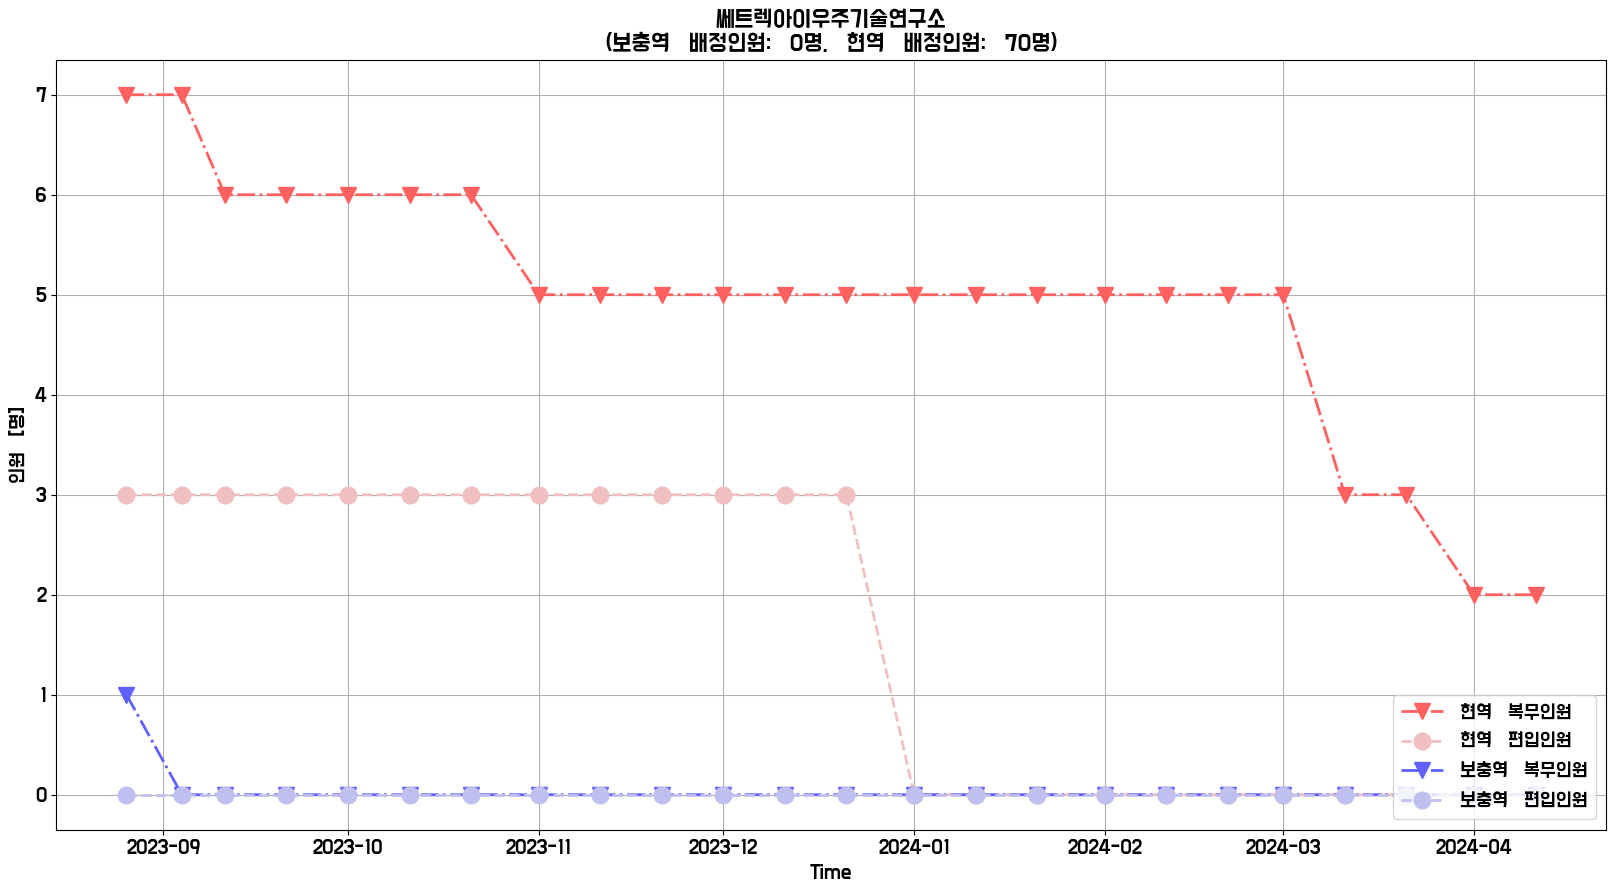 쎄트렉아이우주기술연구소
(보충역 배정인원: 0명, 현역 배정인원: 70명)
인원 [명]
7
6
5
4
3
2
1
0
현역 복무인원
현역 편입인원
보충역 복무인원
보충역 편입인원
2023-09 2023-10 2023-11 2023-12 2024-01 2024-02 2024-03 2024-04
Time